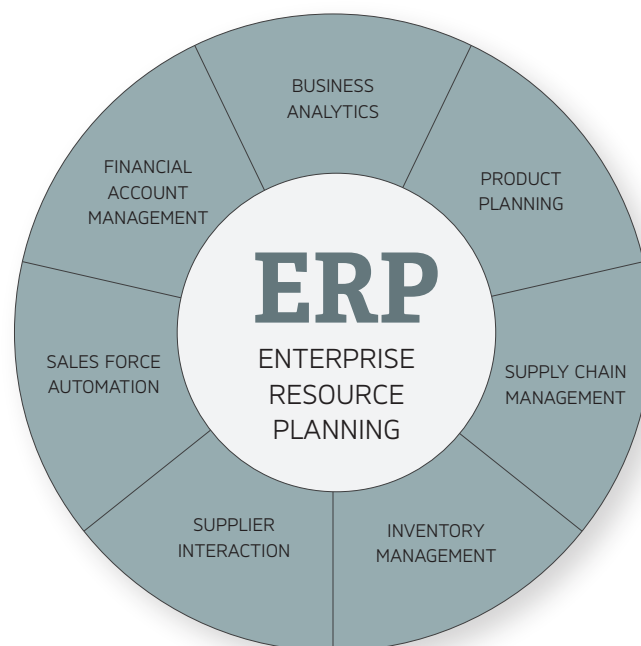 BUSINESS
ANALYTICS
PRODUCT
PLANNING
SUPPLY CHAIN
MANAGEMENT
INVENTORY
MANAGEMENT
SUPPLIER
INTERACTION
SALES FORCE
AUTOMATION
FINANCIAL
ACCOUNT
MANAGEMENT
ERP
ENTERPRISE
RESOURCE
PLANNING